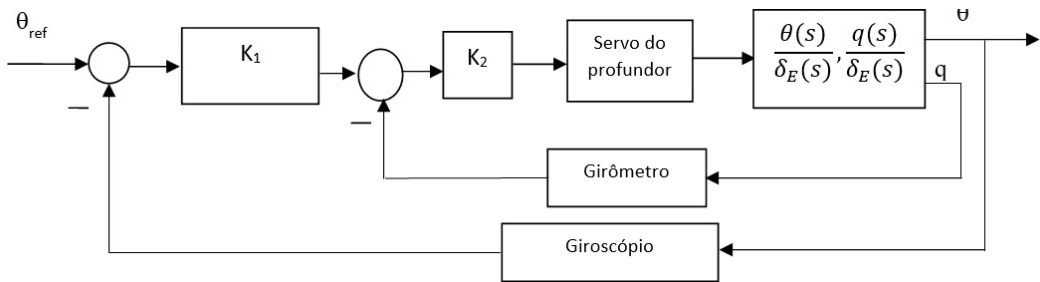 θref
K1
K2
Servo do
profundor
θ(s)/δE(s), q(s)/δE(s)
θ
q
Girômetro
Giroscópio